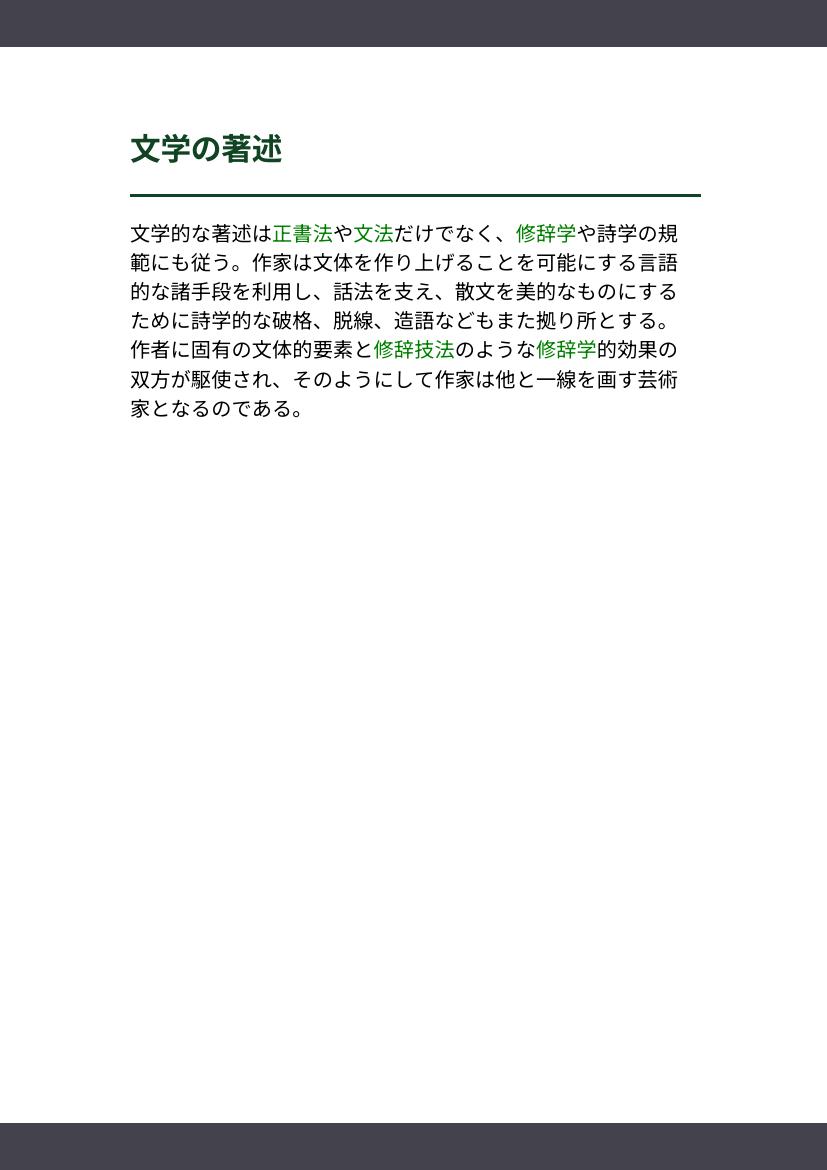 文学の著述
文学的な著述は正書法や文法だけでなく、修辞学や詩学の規
範にも従う。作家は文体を作り上げることを可能にする言語
的な諸手段を利用し、話法を支え、散文を美的なものにする
ために詩学的な破格、脱線、造語などもまた拠り所とする。
作者に固有の文体的要素と修辞技法のような修辞学的効果の
双方が駆使され、そのようにして作家は他と一線を画す芸術
家となるのである。